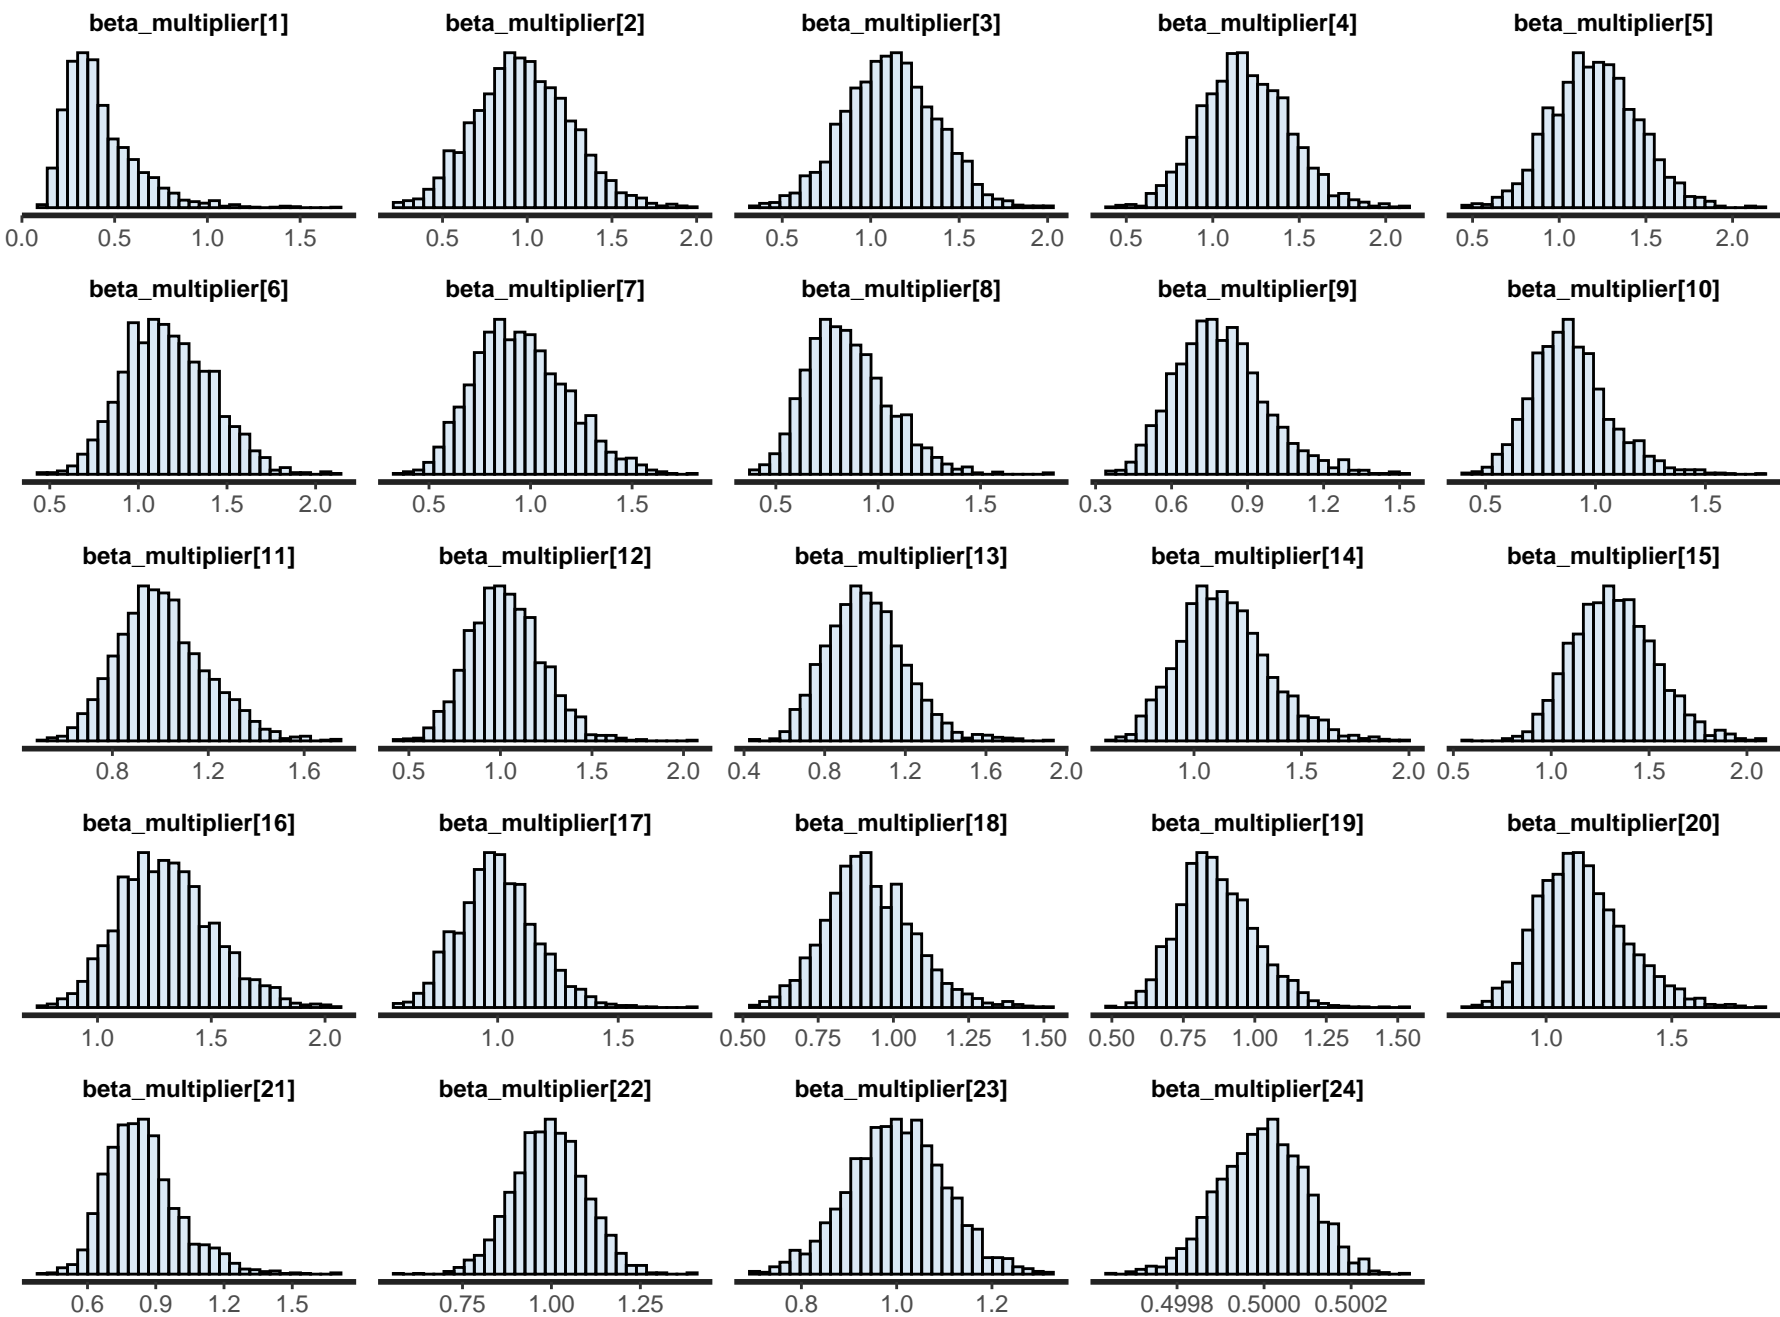 beta_multiplier[1] beta_multiplier[2] beta_multiplier[3] beta_multiplier[4] beta_multiplier[5]
0.0 0.5 1.0 1.5 0.5 1.0 1.5 2.0 0.5 1.0 1.5 2.0 0.5 1.0 1.5 2.0 0.5 1.0 1.5 2.0
beta_multiplier[6] beta_multiplier[7] beta_multiplier[8] beta_multiplier[9] beta_multiplier[10]
0.5 1.0 1.5 2.0 0.5 1.0 1.5 0.5 1.0 1.5 0.3 0.6 0.9 1.2 1.5 0.5 1.0 1.5
beta_multiplier[11] beta_multiplier[12] beta_multiplier[13] beta_multiplier[14] beta_multiplier[15]
0.8 1.2 1.6 0.5 1.0 1.5 2.0 0.4 0.8 1.2 1.6 2.0 1.0 1.5 2.0 0.5 1.0 1.5 2.0
beta_multiplier[16] beta_multiplier[17] beta_multiplier[18] beta_multiplier[19] beta_multiplier[20]
1.0 1.5 2.0 1.0 1.5 0.50 0.75 1.00 1.25 1.50 0.50 0.75 1.00 1.25 1.50 1.0 1.5
beta_multiplier[21] beta_multiplier[22] beta_multiplier[23] beta_multiplier[24]
0.6 0.9 1.2 1.5 0.75 1.00 1.25 0.8 1.0 1.2 0.4998 0.5000 0.5002